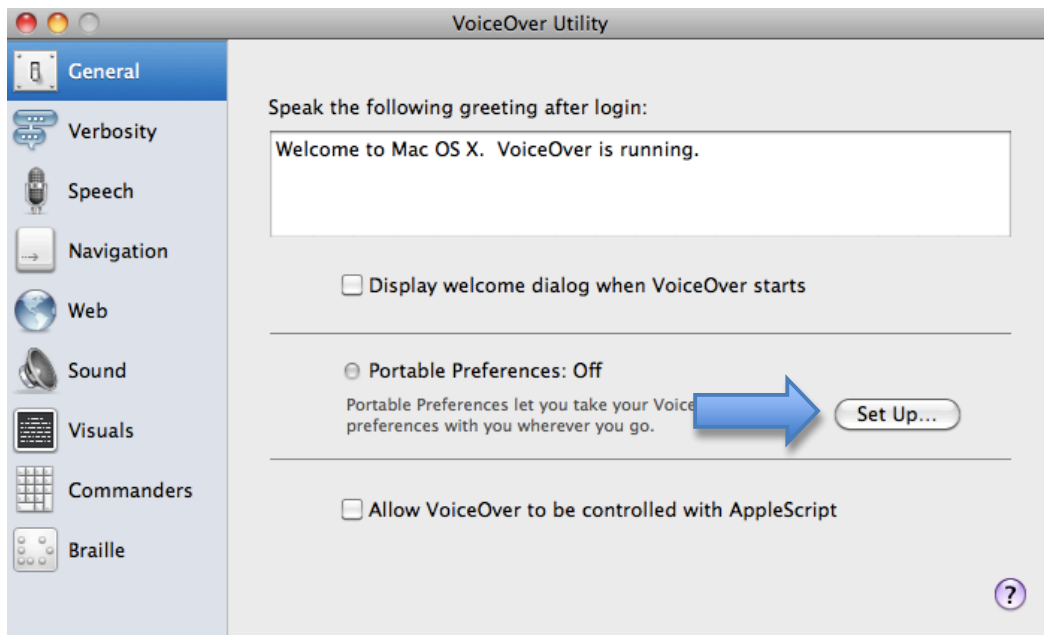 VoiceOver Utility
General
Verbosity
Speech
Navigation
Web
Sound
Visuals
Commanders
Braille
Speak the following greeting after login:
Welcome to Mac OS X.  VoiceOver is running.
Display welcome dialog when VoiceOver starts
Portable Preferences: Off
Portable Preferences let you take your Voice
preferences with you wherever you go.
Set Up...
Allow VoiceOver to be controlled with AppleScript
?